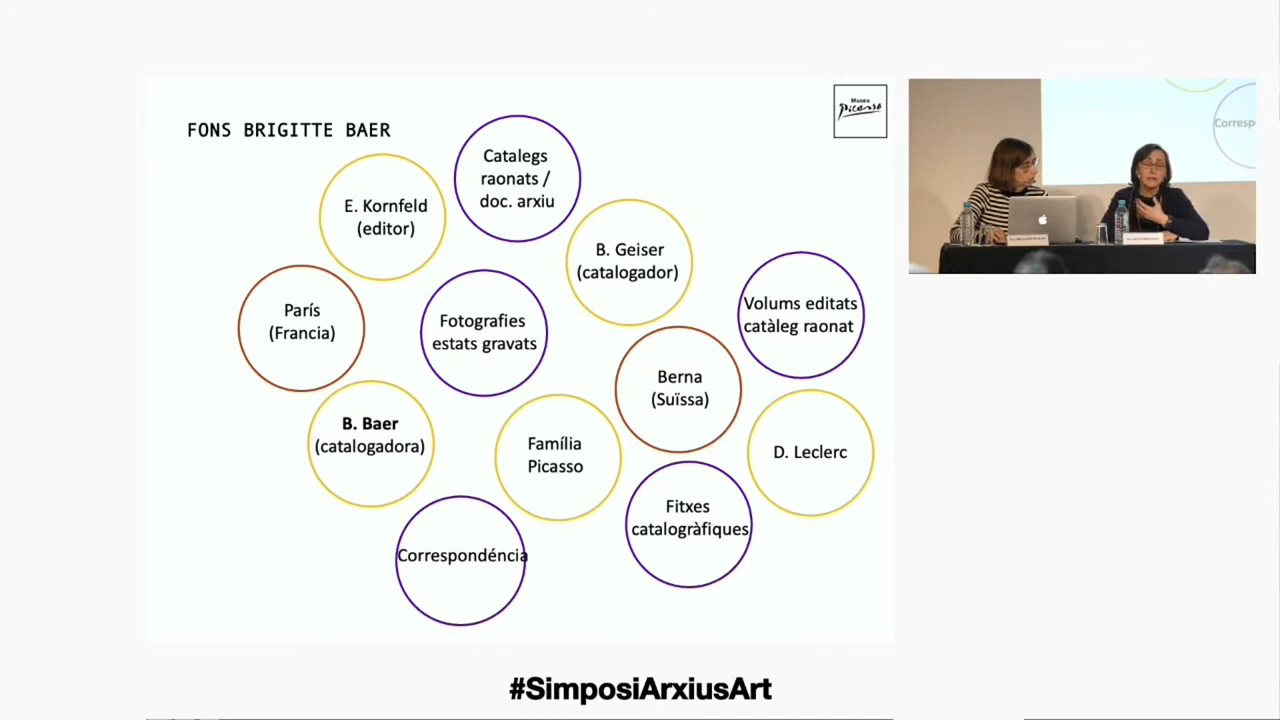 FONS BRIGITTE BAER
Museu
Picasso
Catalegs
raonats /
doc. arxiu
E. Kornfeld
(editor)
B. Geiser
(catalogador)
París
(Francia)
Fotografies
estats gravats
Volums editats
catàleg raonat
Berna
(Suïssa)
B. Baer
(catalogadora)
Família
Picasso
D. Leclerc
Fitxes
catalogràfiques
Correspondéncia
Corresp
#SimposiArxiusArt